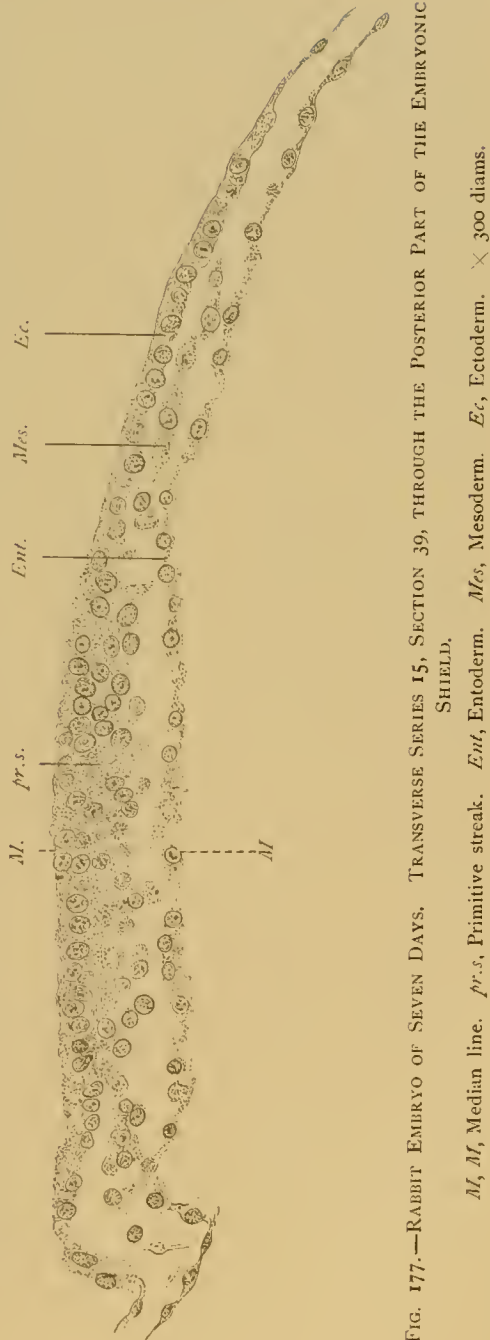 M. pr.s. Ent. Mes. Ec.
M
FIG. 177.—RABBIT EMBRYO OF SEVEN DAYS. TRANSVERSE SERIES 15, SECTION 39, THROUGH THE POSTERIOR PART OF THE EMBRYONIC
SHIELD.
M, M, Median line. pr.s, Primitive streak. Ent, Entoderm. Mes, Mesoderm. Ec, Ectoderm. × 300 diams.